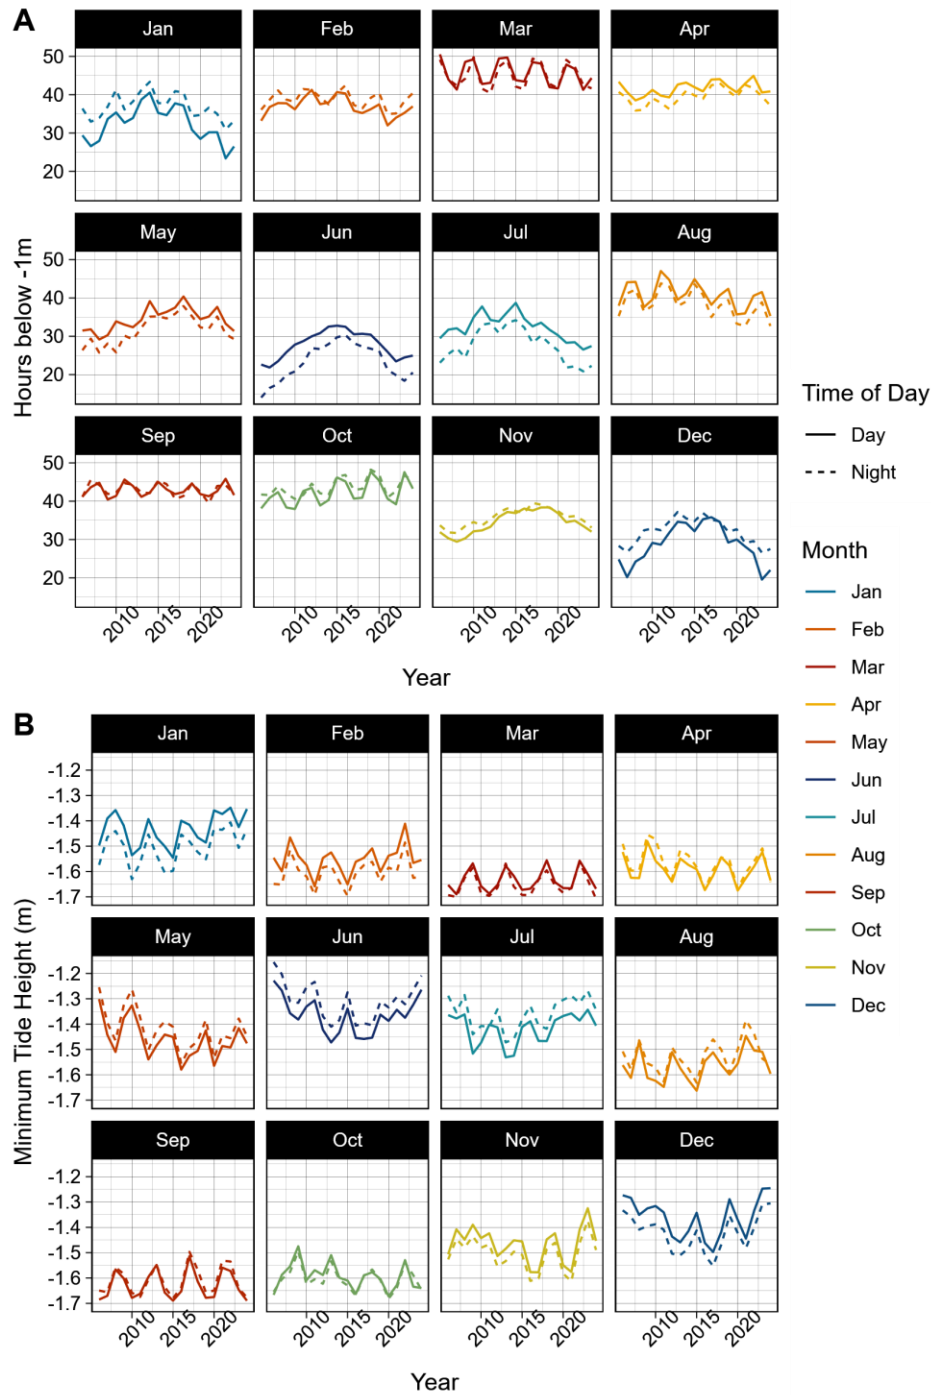 A
Jan Feb Mar Apr
50
40
30
20
May Jun Jul Aug
50
40
30
20
Sep Oct Nov Dec
50
40
30
20
2010 2015 2020 2010 2015 2020 2010 2015 2020 2010 2015 2020
Hours below -1m
Year
Time of Day
Day
Night
Month
Jan
Feb
Mar
Apr
May
Jun
Jul
Aug
Sep
Oct
Nov
Dec
B
Jan Feb Mar Apr
-1.2
-1.3
-1.4
-1.5
-1.6
-1.7
May Jun Jul Aug
-1.2
-1.3
-1.4
-1.5
-1.6
-1.7
Sep Oct Nov Dec
-1.2
-1.3
-1.4
-1.5
-1.6
-1.7
2010 2015 2020 2010 2015 2020 2010 2015 2020 2010 2015 2020
Minimum Tide Height (m)
Year